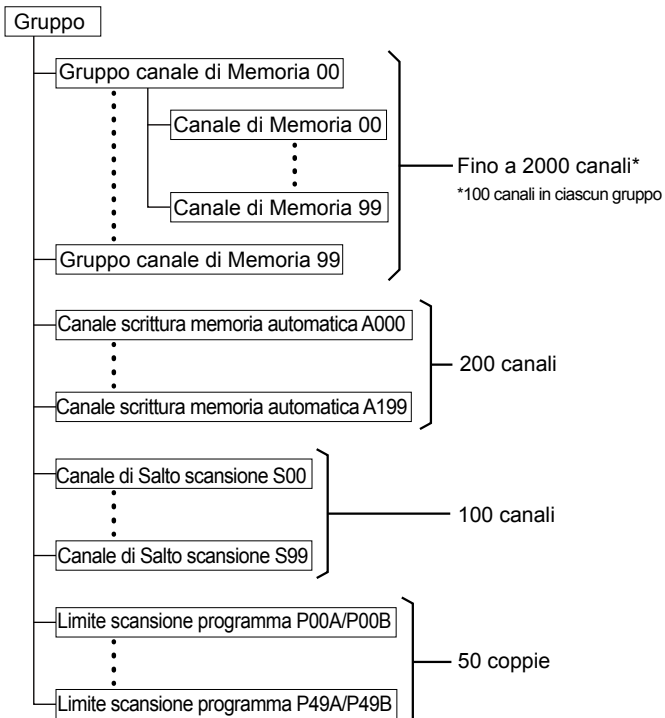 Gruppo
Gruppo canale di Memoria 00
Canale di Memoria 00
Canale di Memoria 99
Gruppo canale di Memoria 99
Fino a 2000 canali*
*100 canali in ciascun gruppo
Canale scrittura memoria automatica A000
Canale scrittura memoria automatica A199
200 canali
Canale di Salto scansione S00
Canale di Salto scansione S99
100 canali
Limite scansione programma P00A/P00B
Limite scansione programma P49A/P49B
50 coppie